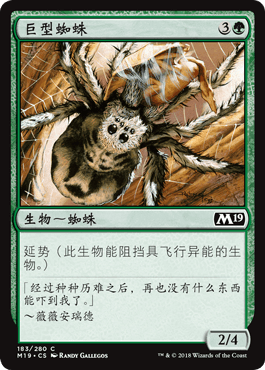 巨型蜘蛛 3
生物～蜘蛛 M19
延势（此生物能阻挡具飞行异能的生
物。）
「经过种种历难之后，再也没有什么东西
能吓到我了。」
～薇薇安瑞德
2/4
183/280 C
M19 • CS RANDY GALLEGOS
™ & © 2018 Wizards of the Coast